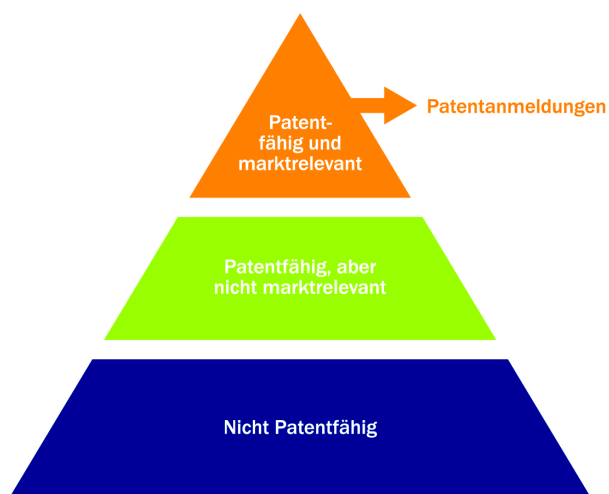 Patent-
fähig und
marktrelevant
Patentanmeldungen
Patentfähig, aber
nicht marktrelevant
Nicht Patentfähig